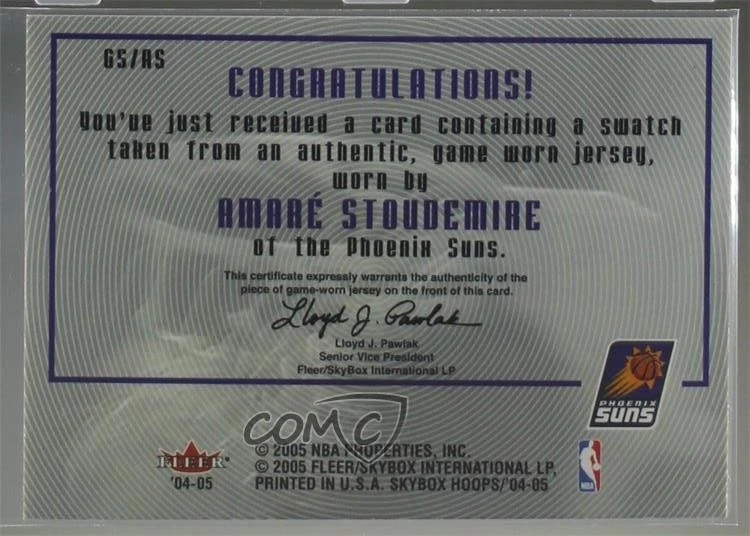 GS/AS
CONGRATULATIONS!
You've just received a card containing a swatch
taken from an authentic, game worn jersey,
worn by
AMARÉ STOUDEMIRE
of the Phoenix Suns.
This certificate expressly warrants the authenticity of the
piece of game-worn jersey on the front of this card.
Lloyd J. Pawlak
Lloyd J. Pawlak
Senior Vice President
Fleer/SkyBox International LP
PHOENIX
SUNS
COMC
FLEER
'04-05
© 2005 NBA PROPERTIES, INC.
© 2005 FLEER/SKYBOX INTERNATIONAL LP,
PRINTED IN U.S.A. SKYBOX HOOPS/'04-05
NBA